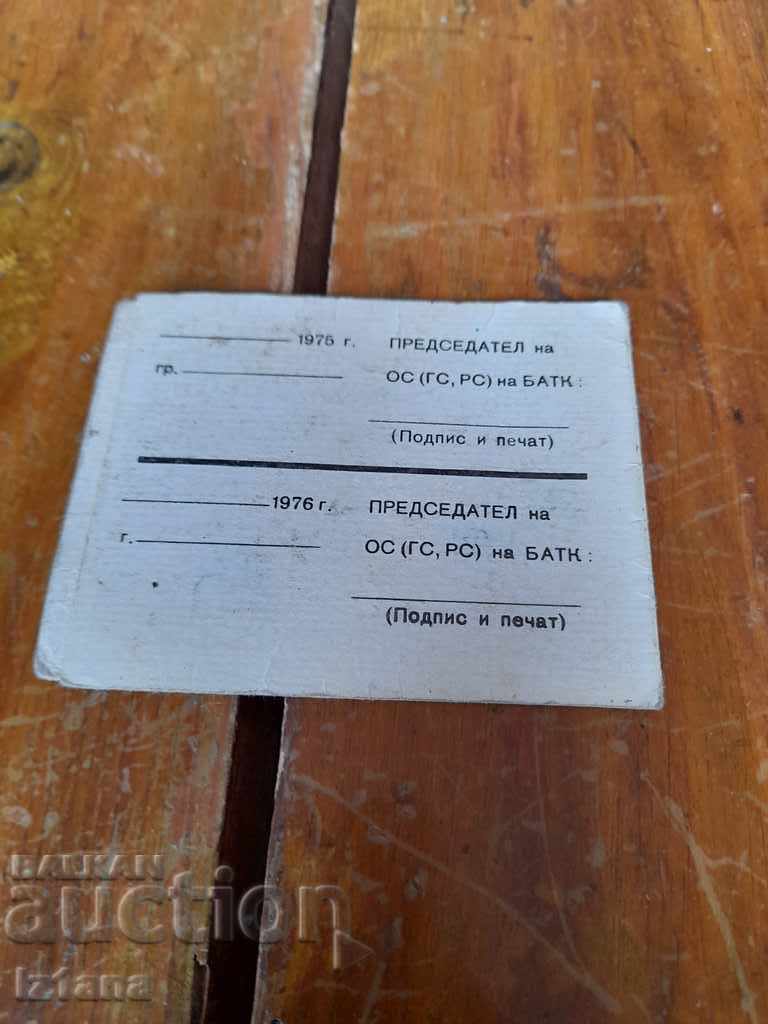 1975 г. ПРЕДСЕДАТЕЛ на
гр. ОС (ГС, РС) на БАТК:
(Подпис и печат)
1976 г. ПРЕДСЕДАТЕЛ на
г. ОС (ГС, РС) на БАТК:
(Подпис и печат)
BALKAN
auction
Iztana